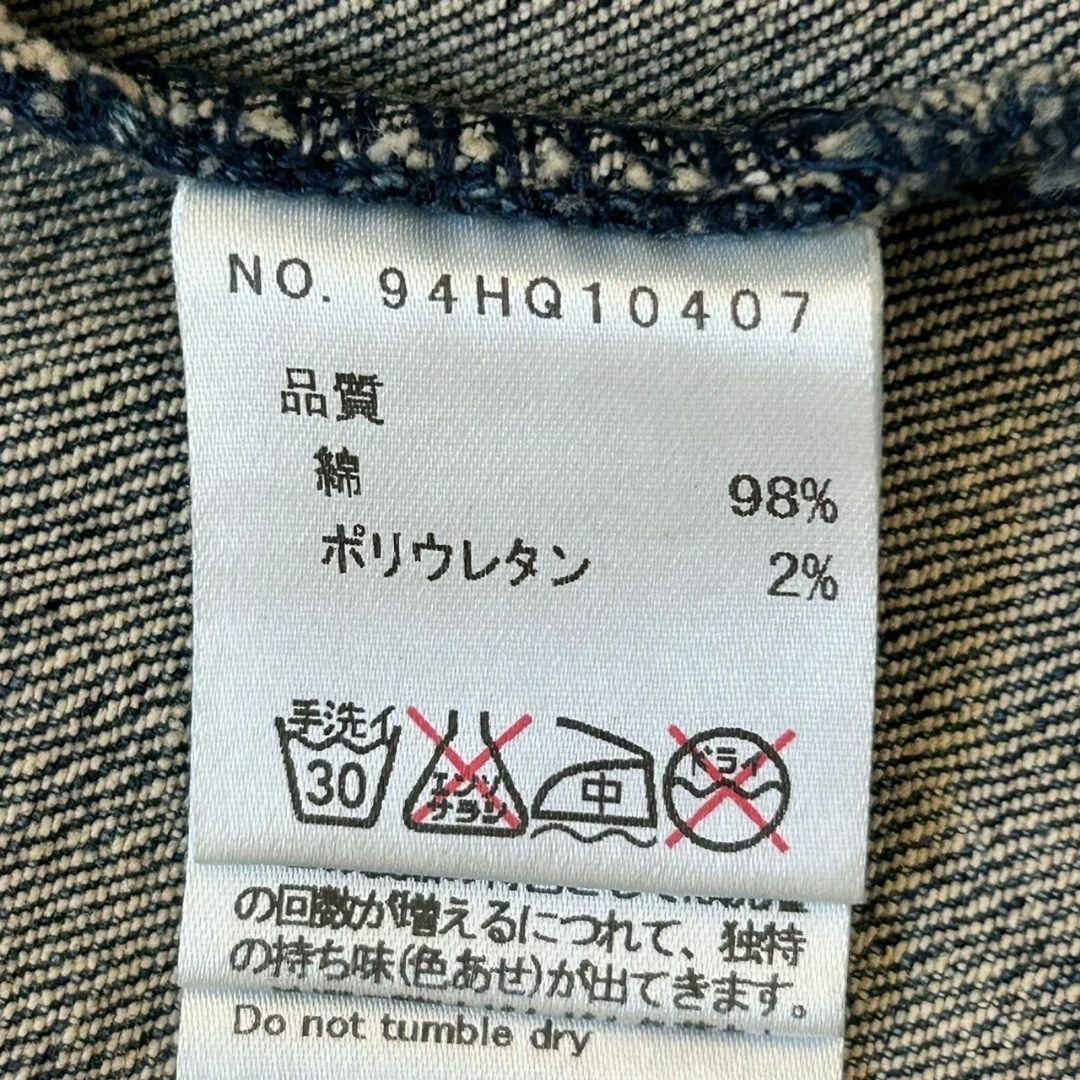 NO. 94HQ10407
品質
綿 98%
ポリウレタン 2%
手洗イ
30
エンソ
サラシ
中
ドライ
の回数が増えるにつれて、独特
の持ち味(色あせ)が出てきます。
Do not tumble dry